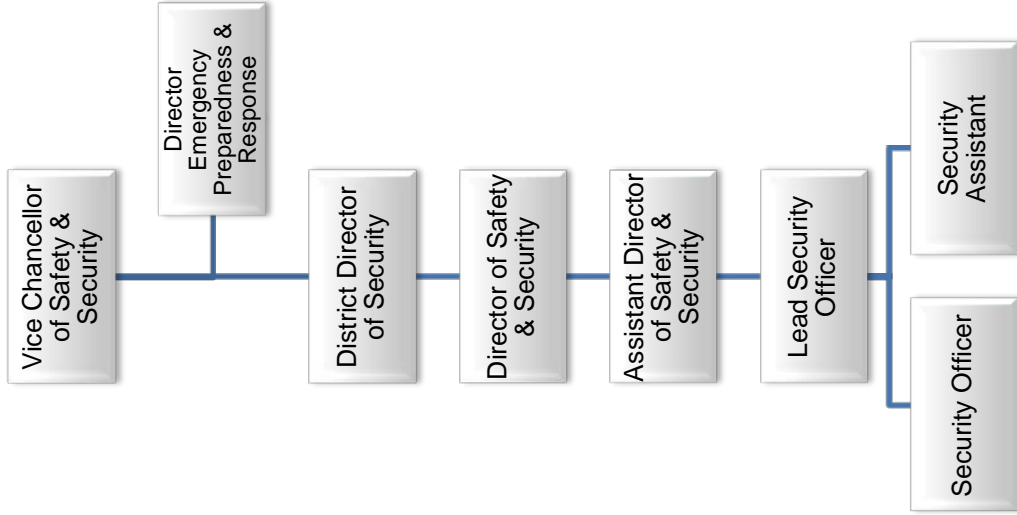 Vice Chancellor
of Safety &
Security
Director
Emergency
Preparedness &
Response
District Director
of Security
Director of Safety
& Security
Assistant Director
of Safety &
Security
Lead Security
Officer
Security Officer
Security
Assistant